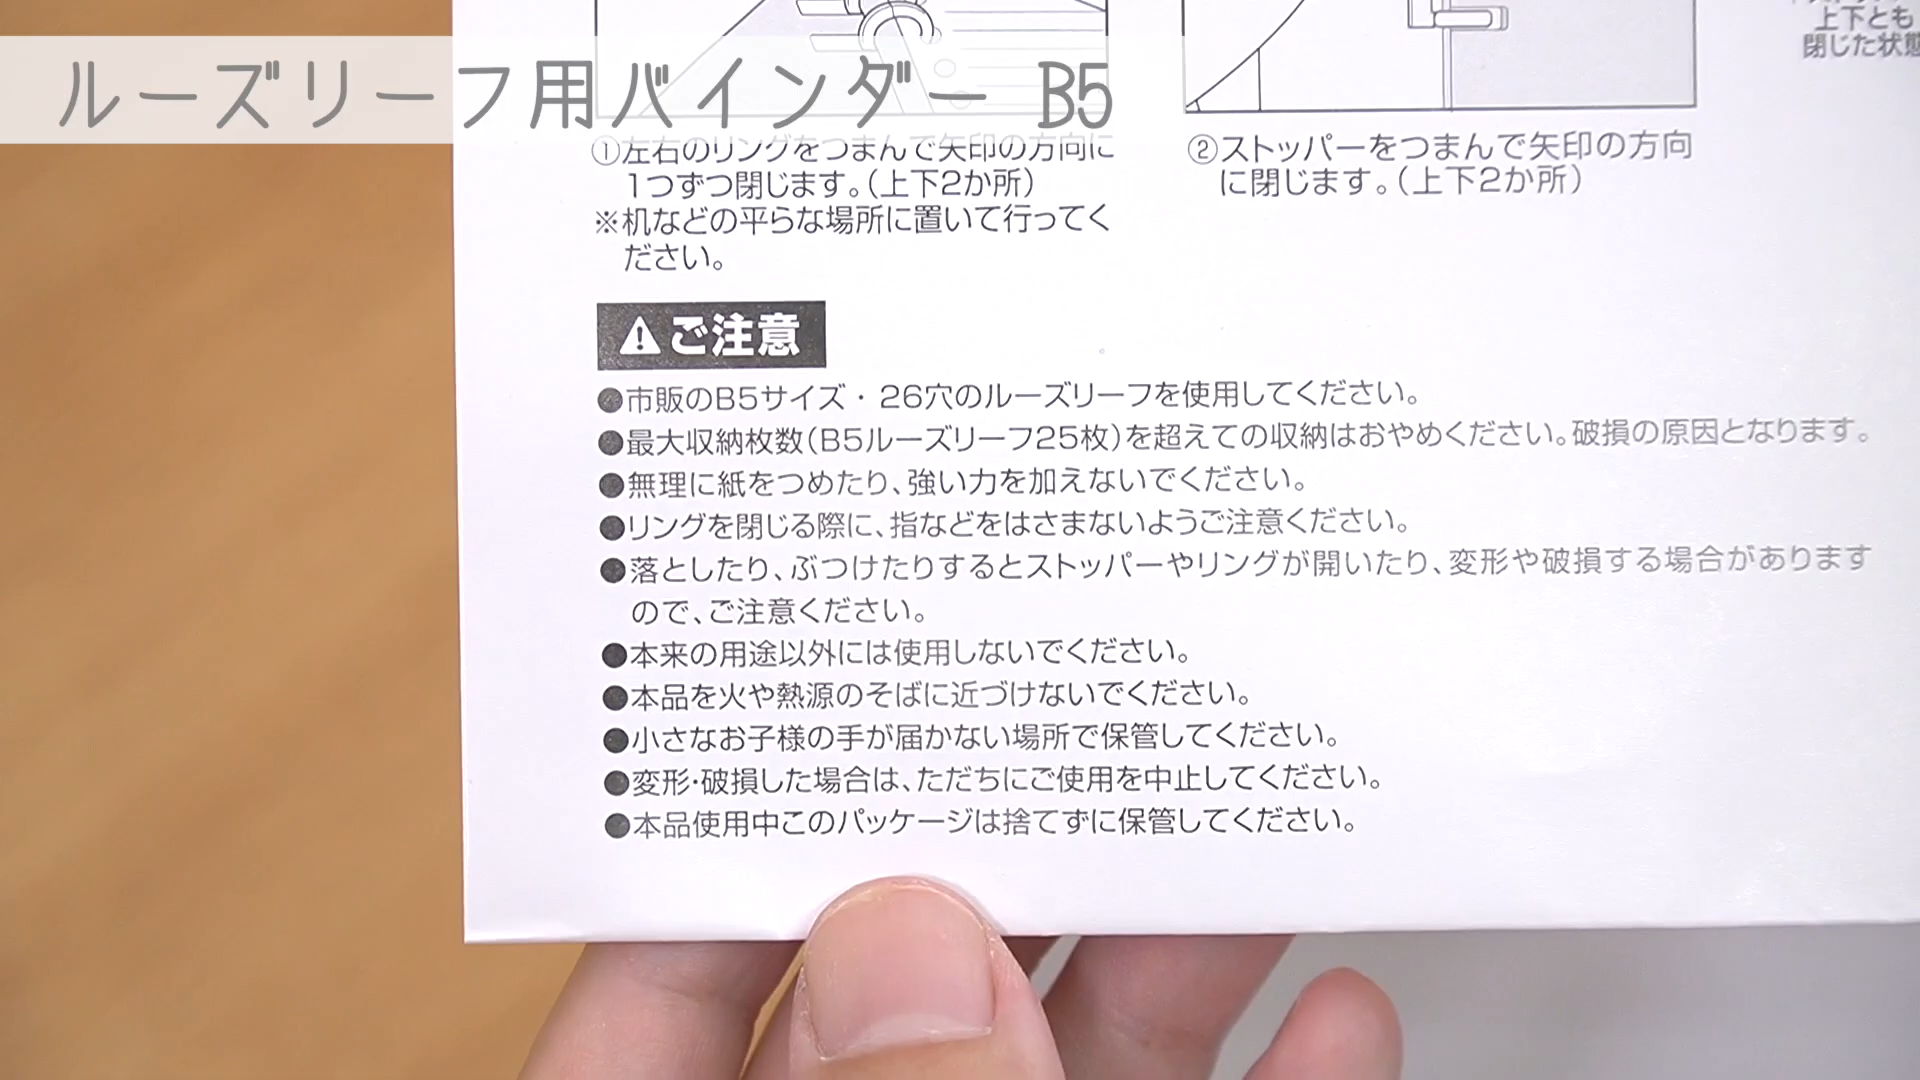 ルーズリーフ用バインダー B5
上下とも
閉じた状態
①左右のリングをつまんで矢印の方向に
1つずつ閉じます。(上下2か所)
※机などの平らな場所に置いて行ってく
ださい。
②ストッパーをつまんで矢印の方向
に閉じます。(上下2か所)
⚠ご注意
●市販のB5サイズ・26穴のルーズリーフを使用してください。
●最大収納枚数(B5ルーズリーフ25枚)を超えての収納はおやめください。破損の原因となります。
●無理に紙をつめたり、強い力を加えないでください。
●リングを閉じる際に、指などをはさまないようご注意ください。
●落としたり、ぶつけたりするとストッパーやリングが開いたり、変形や破損する場合があります
ので、ご注意ください。
●本来の用途以外には使用しないでください。
●本品を火や熱源のそばに近づけないでください。
●小さなお子様の手が届かない場所で保管してください。
●変形・破損した場合は、ただちにご使用を中止してください。
●本品使用中このパッケージは捨てずに保管してください。